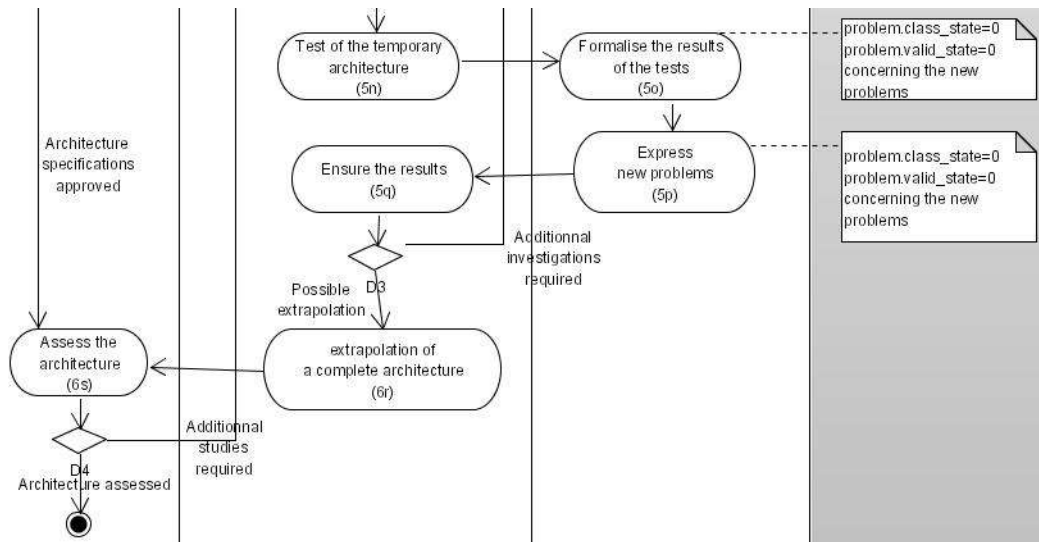 Test of the temporary
architecture
(5n)
Formalise the results
of the tests
(5o)
problem.class_state=0
problem.valid_state=0
concerning the new
problems
Architecture
specifications
approved
Ensure the results
(5q)
Express
new problems
(5p)
problem.class_state=0
problem.valid_state=0
concerning the new
problems
Additionnal
investigations
required
D3
Possible
extrapolation
Assess the
architecture
(6s)
extrapolation of
a complete architecture
(6r)
Additionnal
studies
required
D4
Architecture assessed